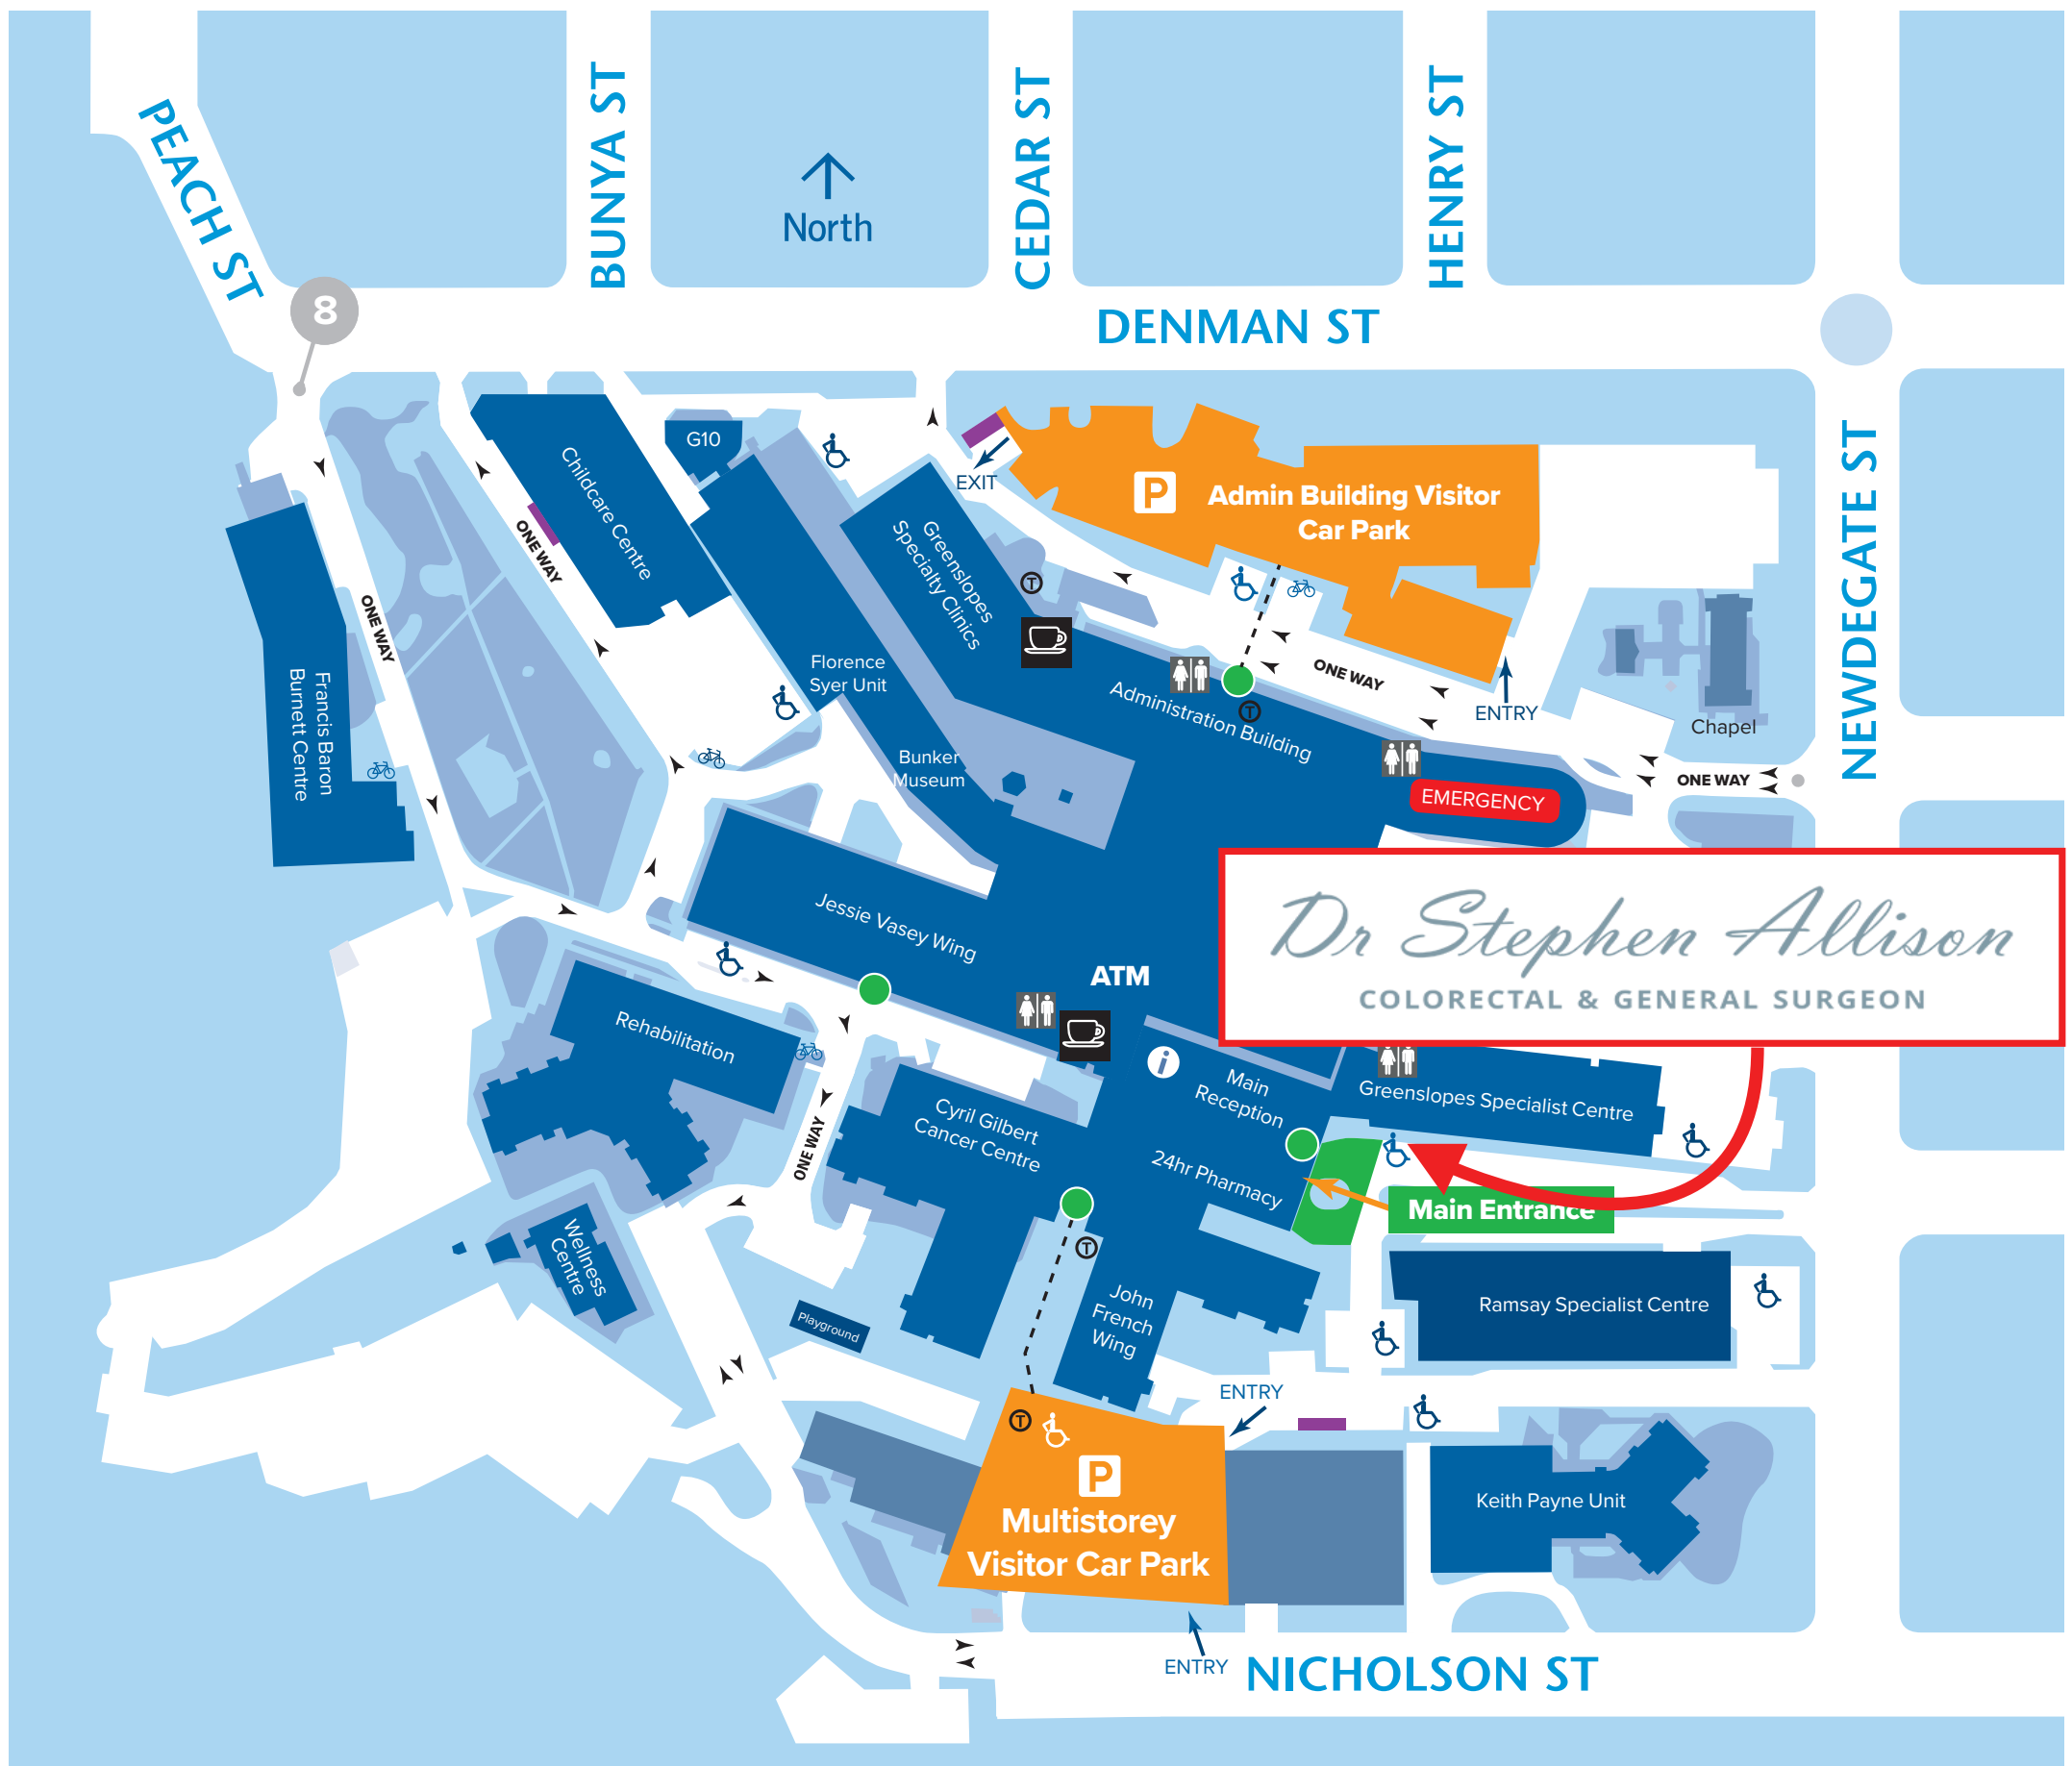 PEACH ST
BUNYA ST
CEDAR ST
HENRY ST
North
8
DENMAN ST
NEWDEGATE ST
G10
EXIT
P
Admin Building Visitor
Car Park
Childcare Centre
ONE WAY
Greenslopes
Specialty Clinics
T
ONE WAY
Francis Baron
Burnett Centre
Florence
Syer Unit
Administration Building
T
ONE WAY
ENTRY
Chapel
Bunker
Museum
EMERGENCY
ONE WAY
Jessie Vasey Wing
Dr Stephen Allison
COLORECTAL & GENERAL SURGEON
ATM
Rehabilitation
i
Main
Reception
Greenslopes Specialist Centre
Cyril Gilbert
Cancer Centre
ONE WAY
24hr Pharmacy
Main Entrance
Wellness
Centre
T
Playground
John
French
Wing
Ramsay Specialist Centre
ENTRY
T
P
Multistorey
Visitor Car Park
Keith Payne Unit
ENTRY
NICHOLSON ST